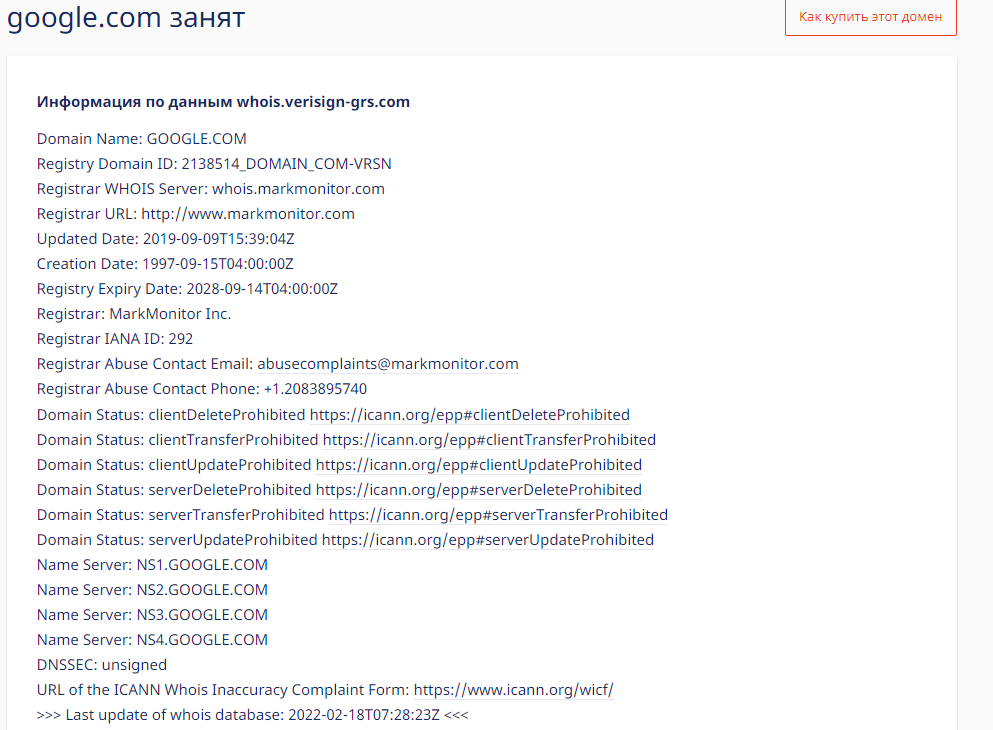 google.com занят
Как купить этот домен
Информация по данным whois.verisign-grs.com
Domain Name: GOOGLE.COM
Registry Domain ID: 2138514_DOMAIN_COM-VRSN
Registrar WHOIS Server: whois.markmonitor.com
Registrar URL: http://www.markmonitor.com
Updated Date: 2019-09-09T15:39:04Z
Creation Date: 1997-09-15T04:00:00Z
Registry Expiry Date: 2028-09-14T04:00:00Z
Registrar: MarkMonitor Inc.
Registrar IANA ID: 292
Registrar Abuse Contact Email: abusecomplaints@markmonitor.com
Registrar Abuse Contact Phone: +1.2083895740
Domain Status: clientDeleteProhibited https://icann.org/epp#clientDeleteProhibited
Domain Status: clientTransferProhibited https://icann.org/epp#clientTransferProhibited
Domain Status: clientUpdateProhibited https://icann.org/epp#clientUpdateProhibited
Domain Status: serverDeleteProhibited https://icann.org/epp#serverDeleteProhibited
Domain Status: serverTransferProhibited https://icann.org/epp#serverTransferProhibited
Domain Status: serverUpdateProhibited https://icann.org/epp#serverUpdateProhibited
Name Server: NS1.GOOGLE.COM
Name Server: NS2.GOOGLE.COM
Name Server: NS3.GOOGLE.COM
Name Server: NS4.GOOGLE.COM
DNSSEC: unsigned
URL of the ICANN Whois Inaccuracy Complaint Form: https://www.icann.org/wicf/
>>> Last update of whois database: 2022-02-18T07:28:23Z <<<